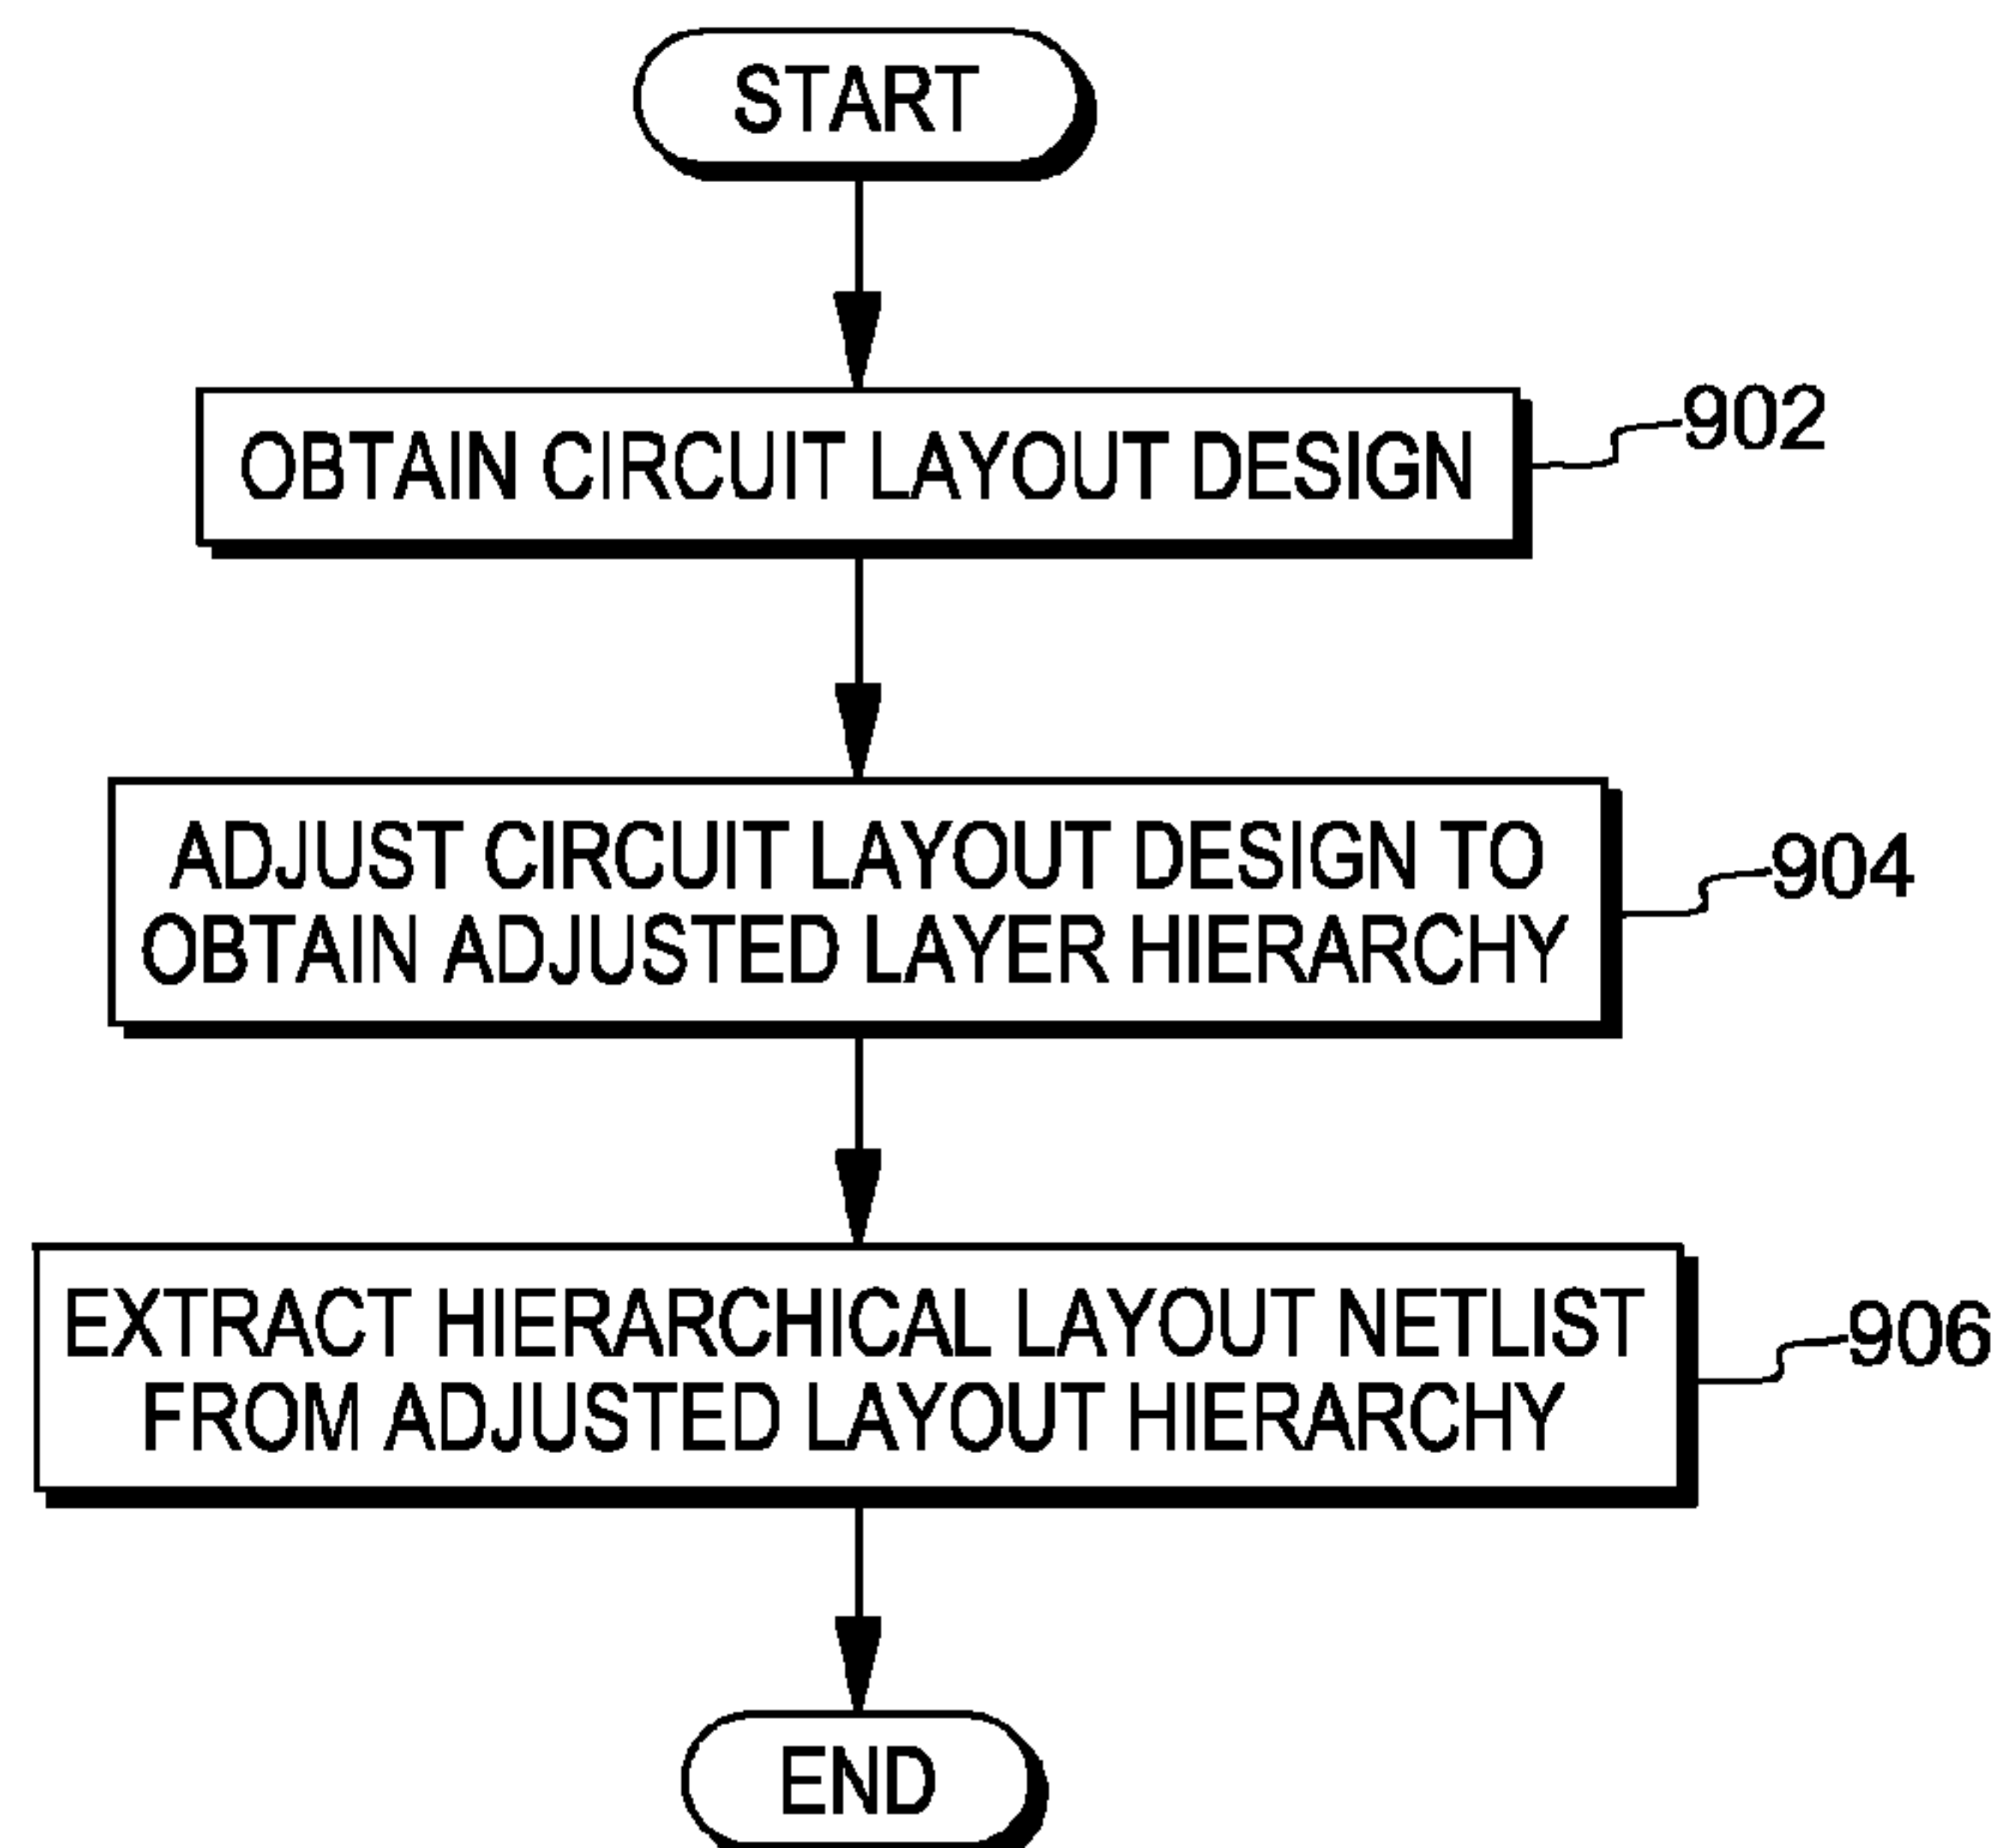 START
OBTAIN CIRCUIT LAYOUT DESIGN
902
ADJUST CIRCUIT LAYOUT DESIGN TO
OBTAIN ADJUSTED LAYER HIERARCHY
904
EXTRACT HIERARCHICAL LAYOUT NETLIST
FROM ADJUSTED LAYOUT HIERARCHY
906
END